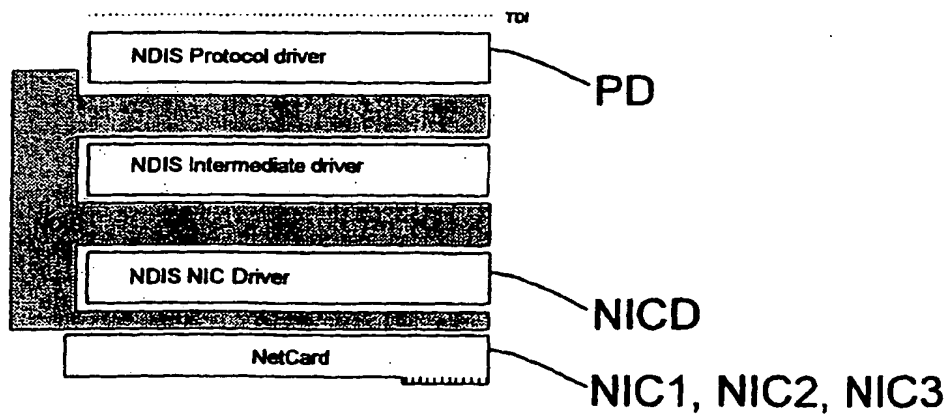 TDI
NDIS Protocol driver
PD
NDIS Intermediate driver
NDIS NIC Driver
NICD
NetCard
NIC1, NIC2, NIC3